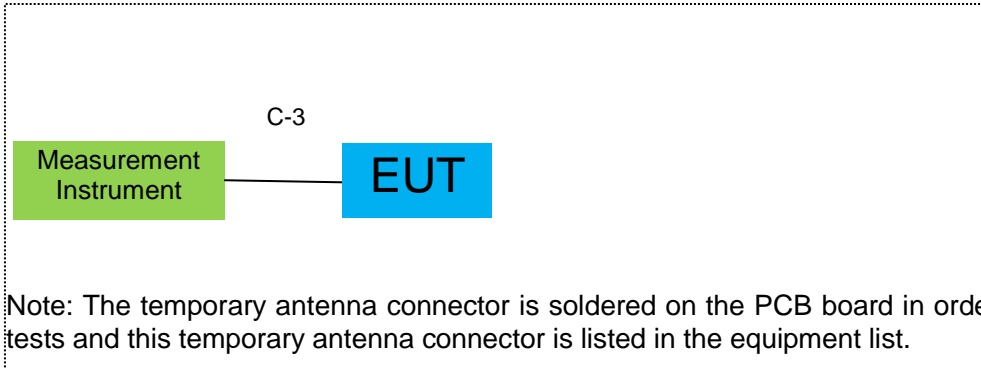 C-3
Measurement
Instrument
EUT
Note: The temporary antenna connector is soldered on the PCB board in
tests and this temporary antenna connector is listed in the equipment list.